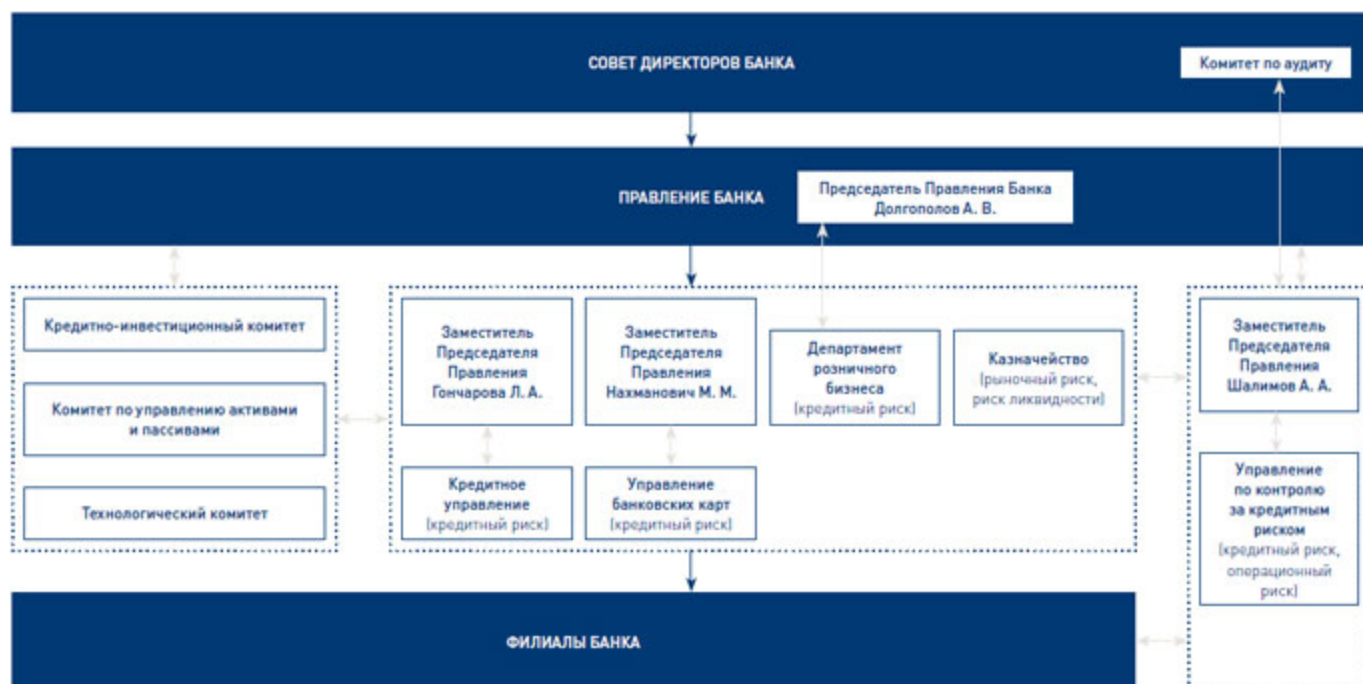 СОВЕТ ДИРЕКТОРОВ БАНКА
Комитет по аудиту
ПРАВЛЕНИЕ БАНКА
Председатель Правления Банка
Долгополов А. В.
Кредитно-инвестиционный комитет
Комитет по управлению активами
и пассивами
Технологический комитет
Заместитель
Председателя
Правления
Гончарова Л. А.
Заместитель
Председателя
Правления
Нахманович М. М.
Департамент
розничного
бизнеса
(кредитный риск)
Казначейство
(рыночный риск,
риск ликвидности)
Заместитель
Председателя
Правления
Шалимов А. А.
Кредитное
управление
(кредитный риск)
Управление
банковских карт
(кредитный риск)
Управление
по контролю
за кредитным
риском
(кредитный риск,
операционный
риск)
ФИЛИАЛЫ БАНКА